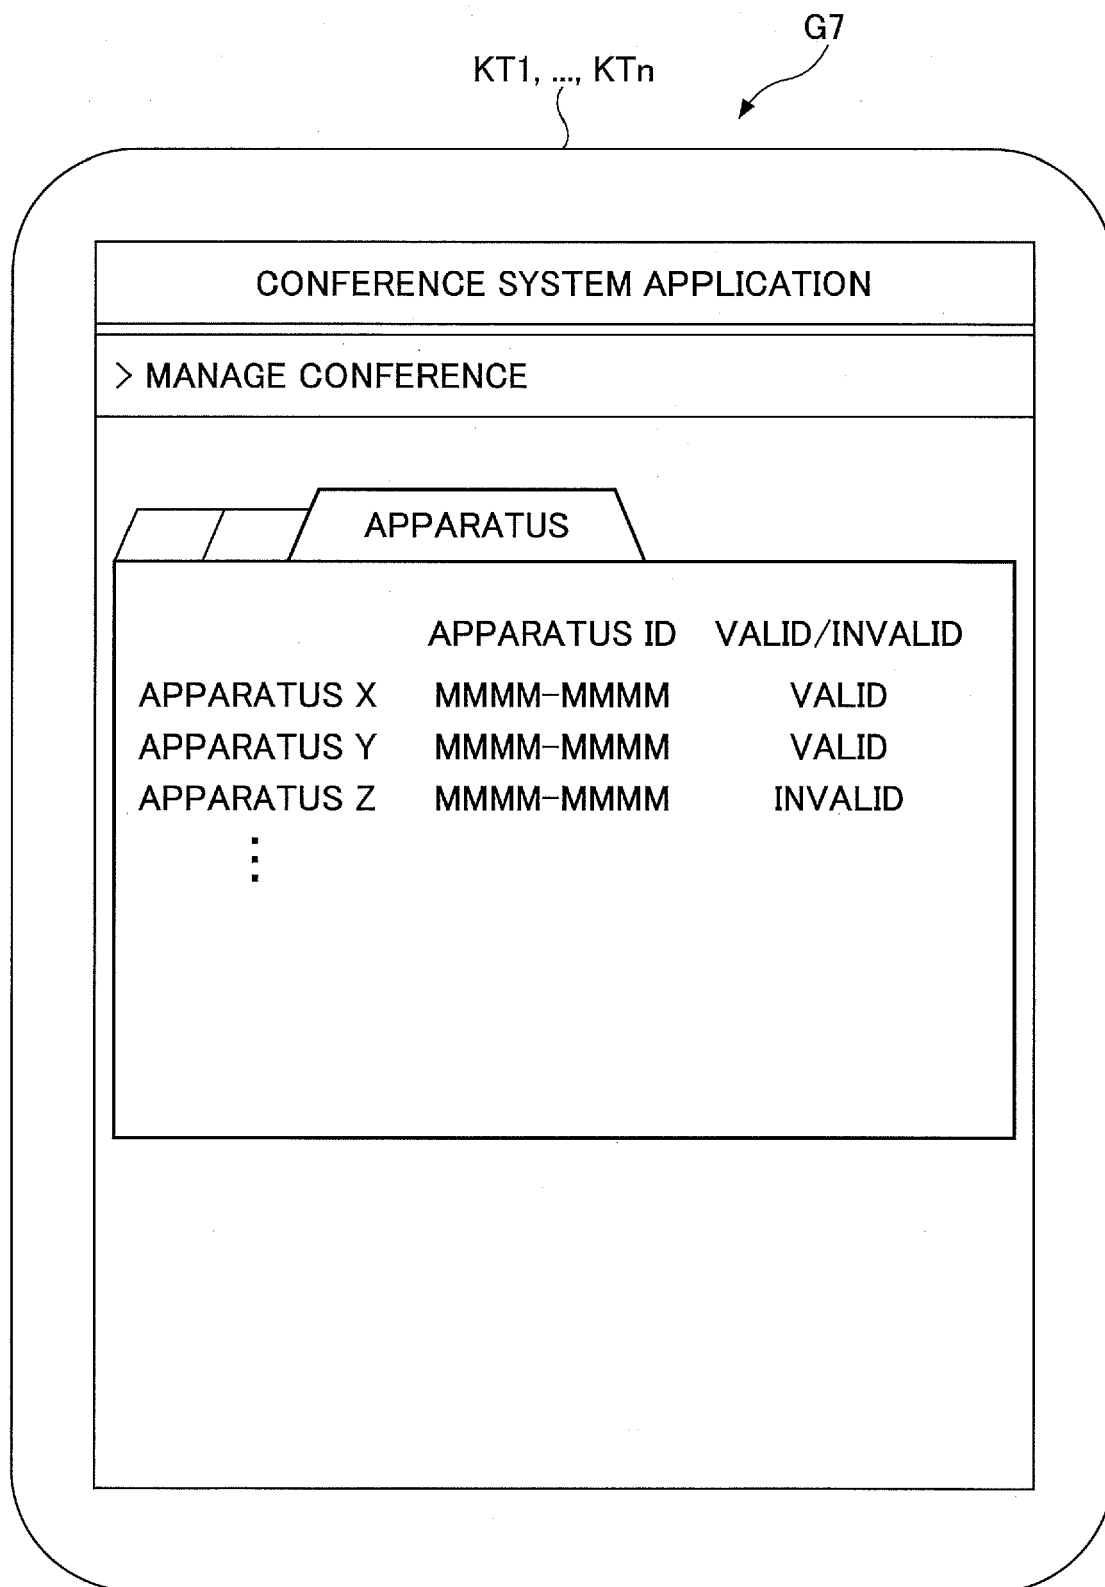 G7
KT1, ..., KTn
CONFERENCE SYSTEM APPLICATION
> MANAGE CONFERENCE
APPARATUS
APPARATUS ID VALID/INVALID
APPARATUS X MMMM-MMMM VALID
APPARATUS Y MMMM-MMMM VALID
APPARATUS Z MMMM-MMMM INVALID
⋮